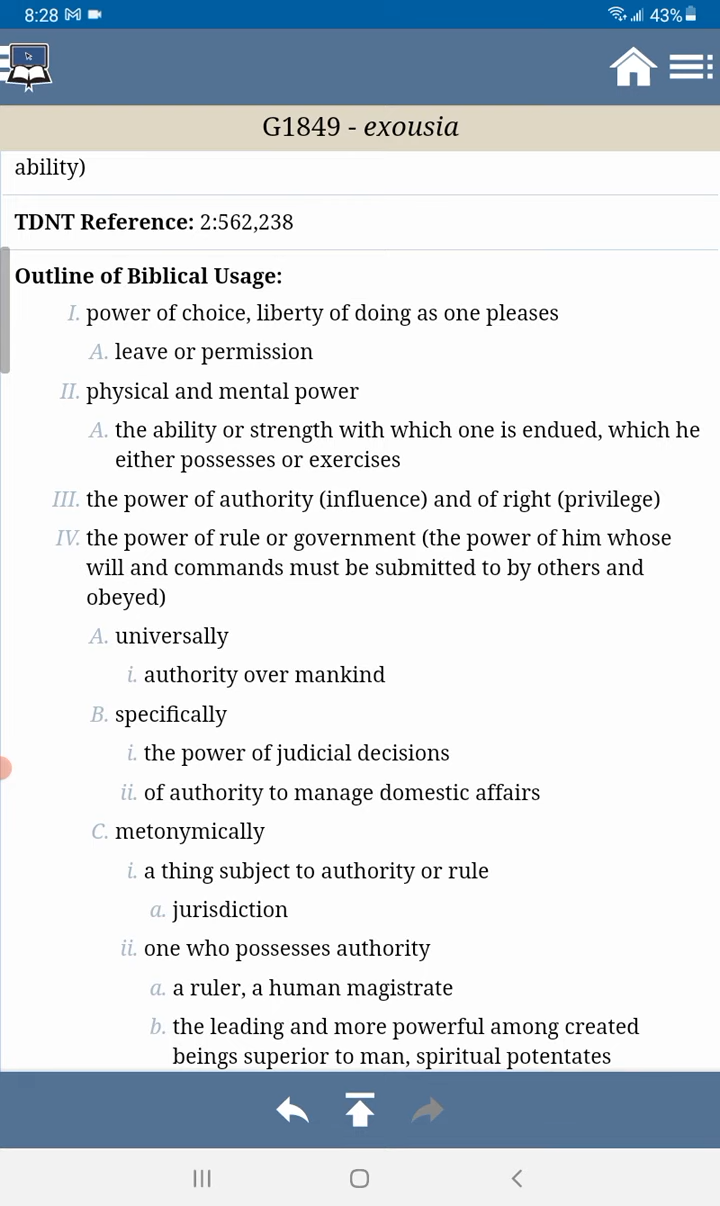 8:28
43%
G1849 - exousia
ability)
TDNT Reference: 2:562,238
Outline of Biblical Usage:
I. power of choice, liberty of doing as one pleases
A. leave or permission
II. physical and mental power
A. the ability or strength with which one is endued, which he
either possesses or exercises
III. the power of authority (influence) and of right (privilege)
IV. the power of rule or government (the power of him whose
will and commands must be submitted to by others and
obeyed)
A. universally
i. authority over mankind
B. specifically
i. the power of judicial decisions
ii. of authority to manage domestic affairs
C. metonymically
i. a thing subject to authority or rule
a. jurisdiction
ii. one who possesses authority
a. a ruler, a human magistrate
b. the leading and more powerful among created
beings superior to man, spiritual potentates